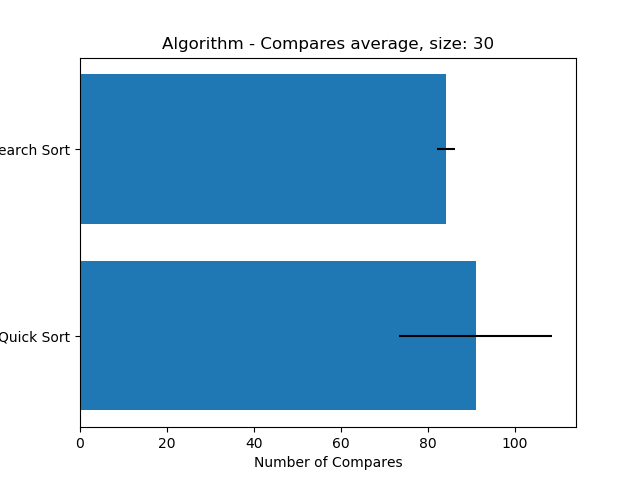 Algorithm - Compares average, size: 30
earch Sort
Quick Sort
0 20 40 60 80 100
Number of Compares